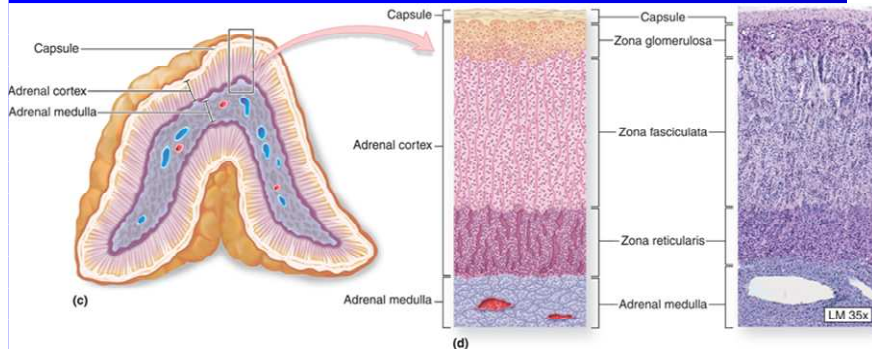 Capsule
Adrenal cortex
Adrenal medulla
(c)
Capsule
Adrenal cortex
Adrenal medulla
(d)
Capsule
Zona glomerulosa
Zona fasciculata
Zona reticularis
Adrenal medulla
LM 35x